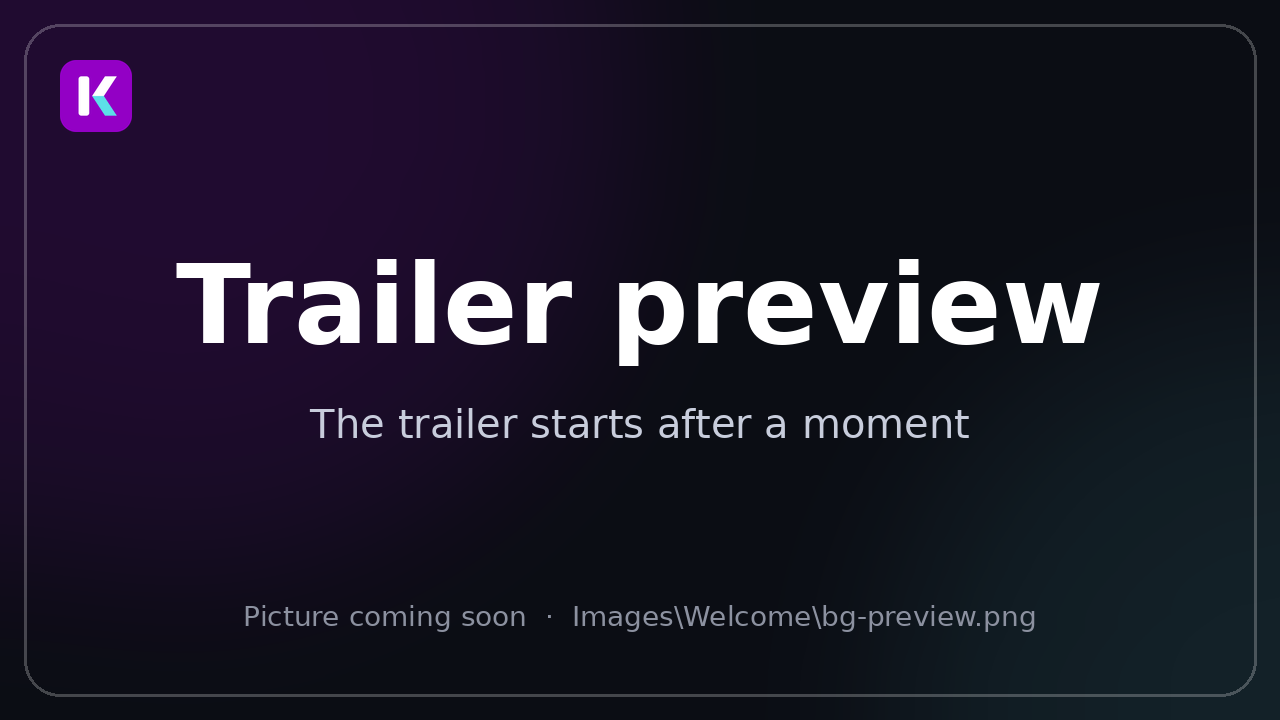 K
Trailer preview
The trailer starts after a moment
Picture coming soon · Images\Welcome\bg-preview.png